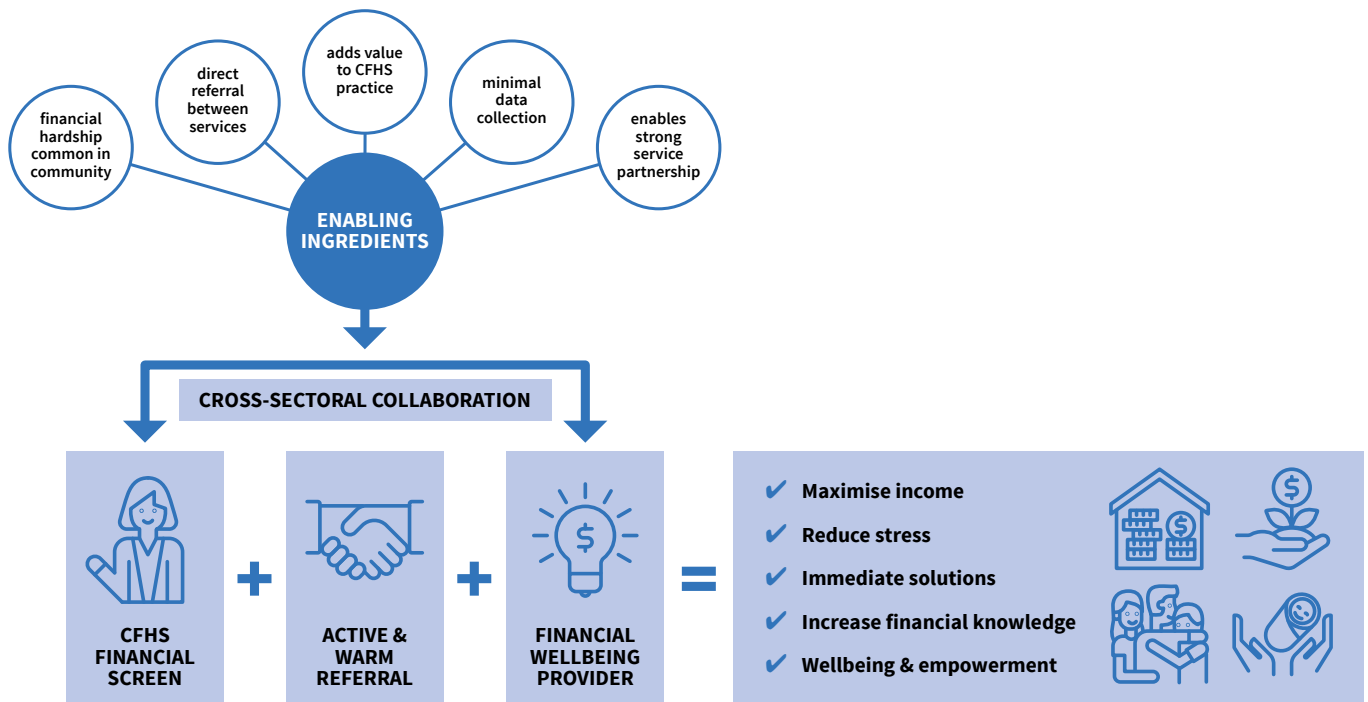 financial
hardship
common in
community
direct
referral
between
services
adds value
to CFHS
practice
minimal
data
collection
enables
strong
service
partnership
ENABLING
INGREDIENTS
CROSS-SECTORAL COLLABORATION
CFHS
FINANCIAL
SCREEN
+
ACTIVE &
WARM
REFERRAL
+
$
FINANCIAL
WELLBEING
PROVIDER
=
✔ Maximise income
✔ Reduce stress
✔ Immediate solutions
✔ Increase financial knowledge
✔ Wellbeing & empowerment
$
$